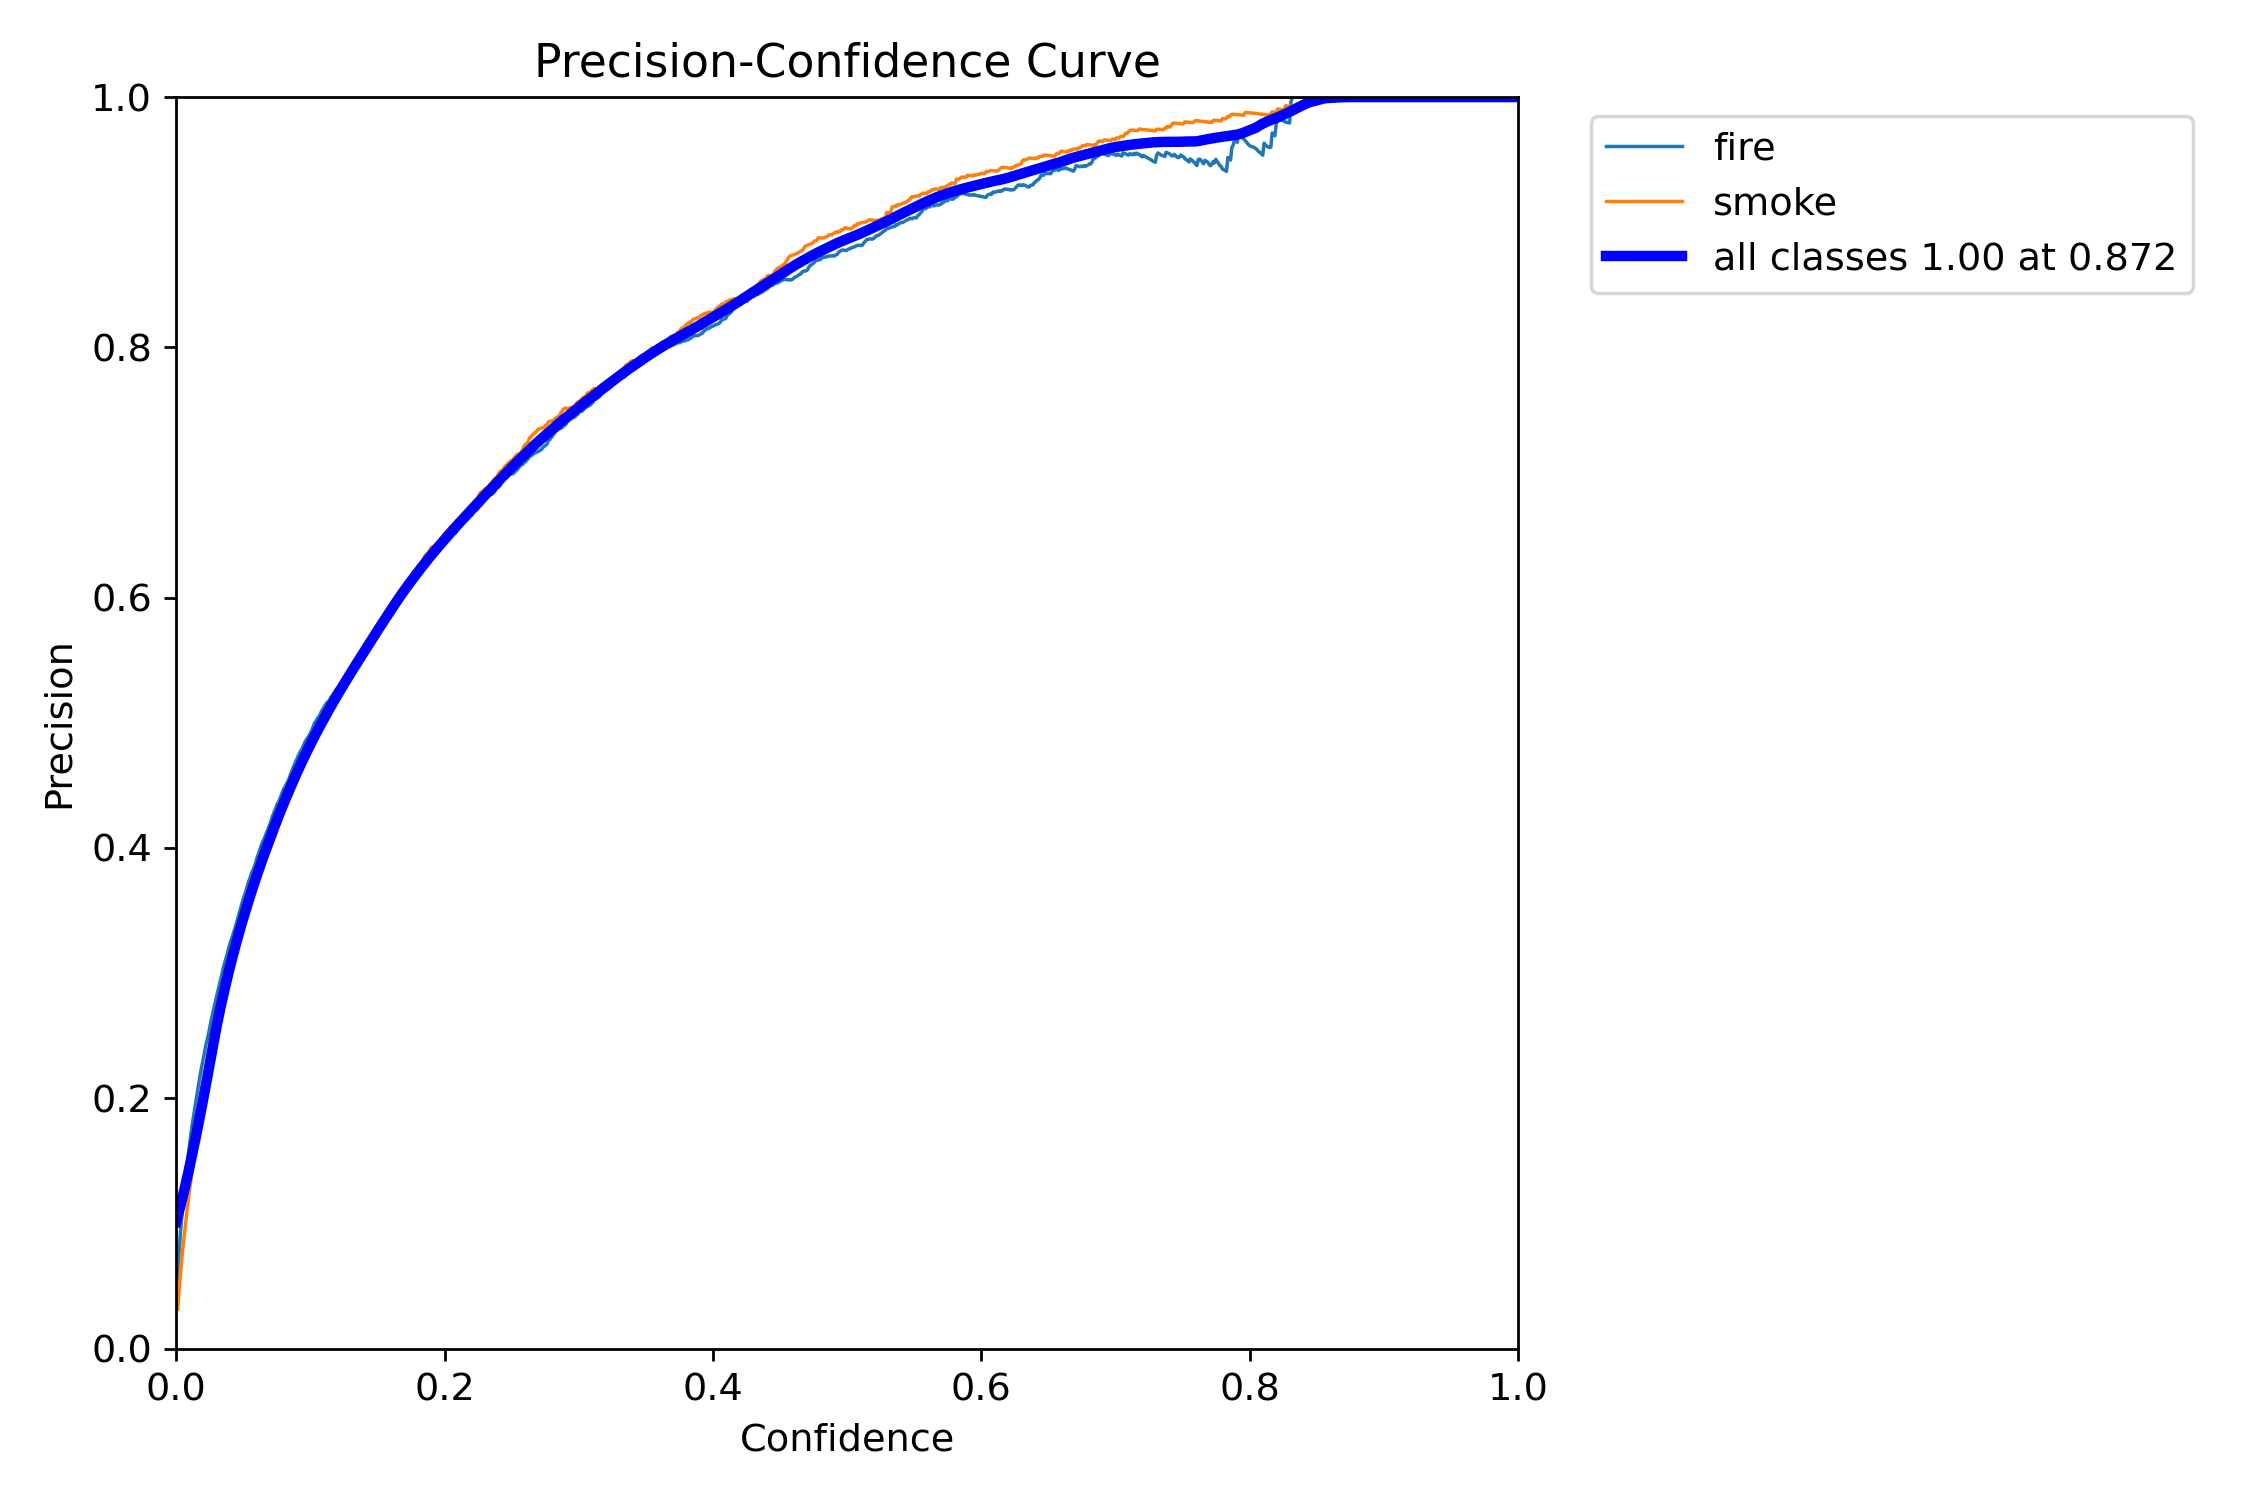 Precision-Confidence Curve
1.0
0.8
0.6
0.4
0.2
0.0
Precision
0.0 0.2 0.4 0.6 0.8 1.0
Confidence
fire
smoke
all classes 1.00 at 0.872